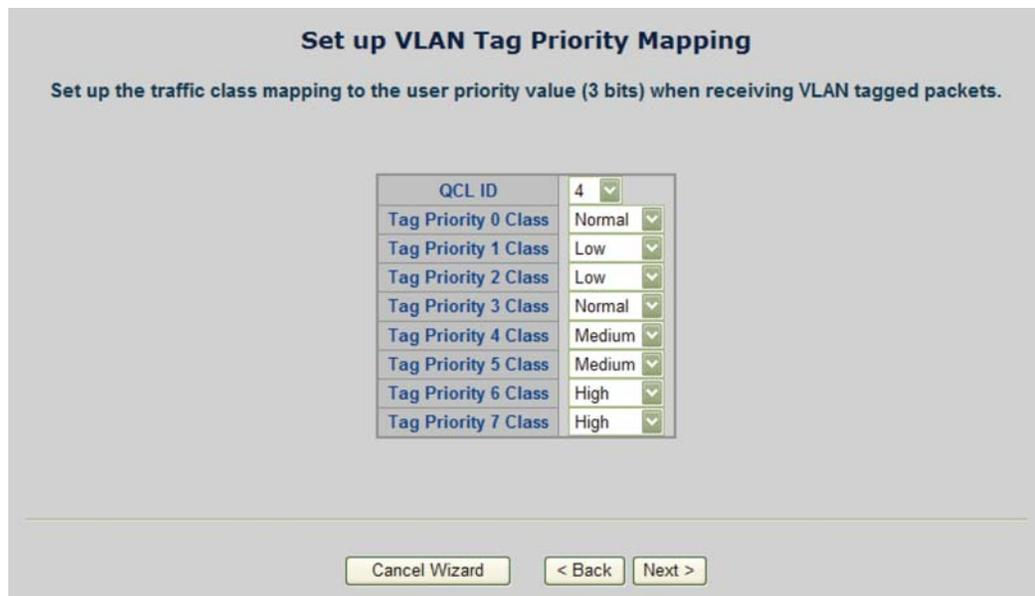 Set up VLAN Tag Priority Mapping
Set up the traffic class mapping to the user priority value (3 bits) when receiving VLAN tagged packets.
QCL ID 4
Tag Priority 0 Class Normal
Tag Priority 1 Class Low
Tag Priority 2 Class Low
Tag Priority 3 Class Normal
Tag Priority 4 Class Medium
Tag Priority 5 Class Medium
Tag Priority 6 Class High
Tag Priority 7 Class High
Cancel Wizard < Back Next >